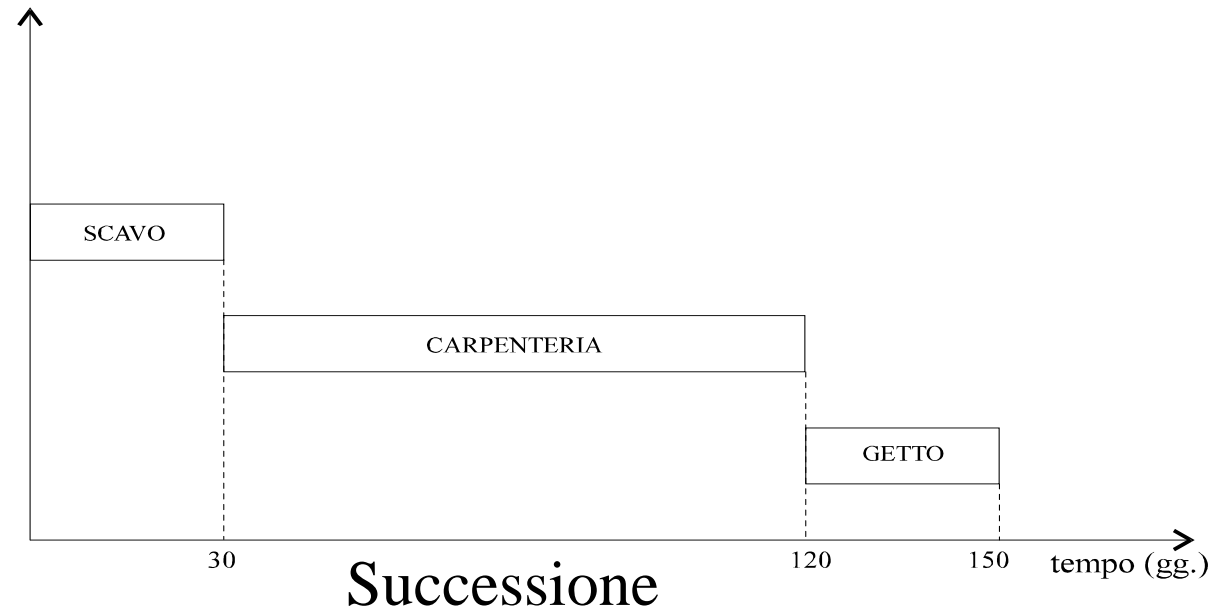 SCAVO
CARPENTERIA
GETTO
30
120
150
tempo (gg.)
Successione